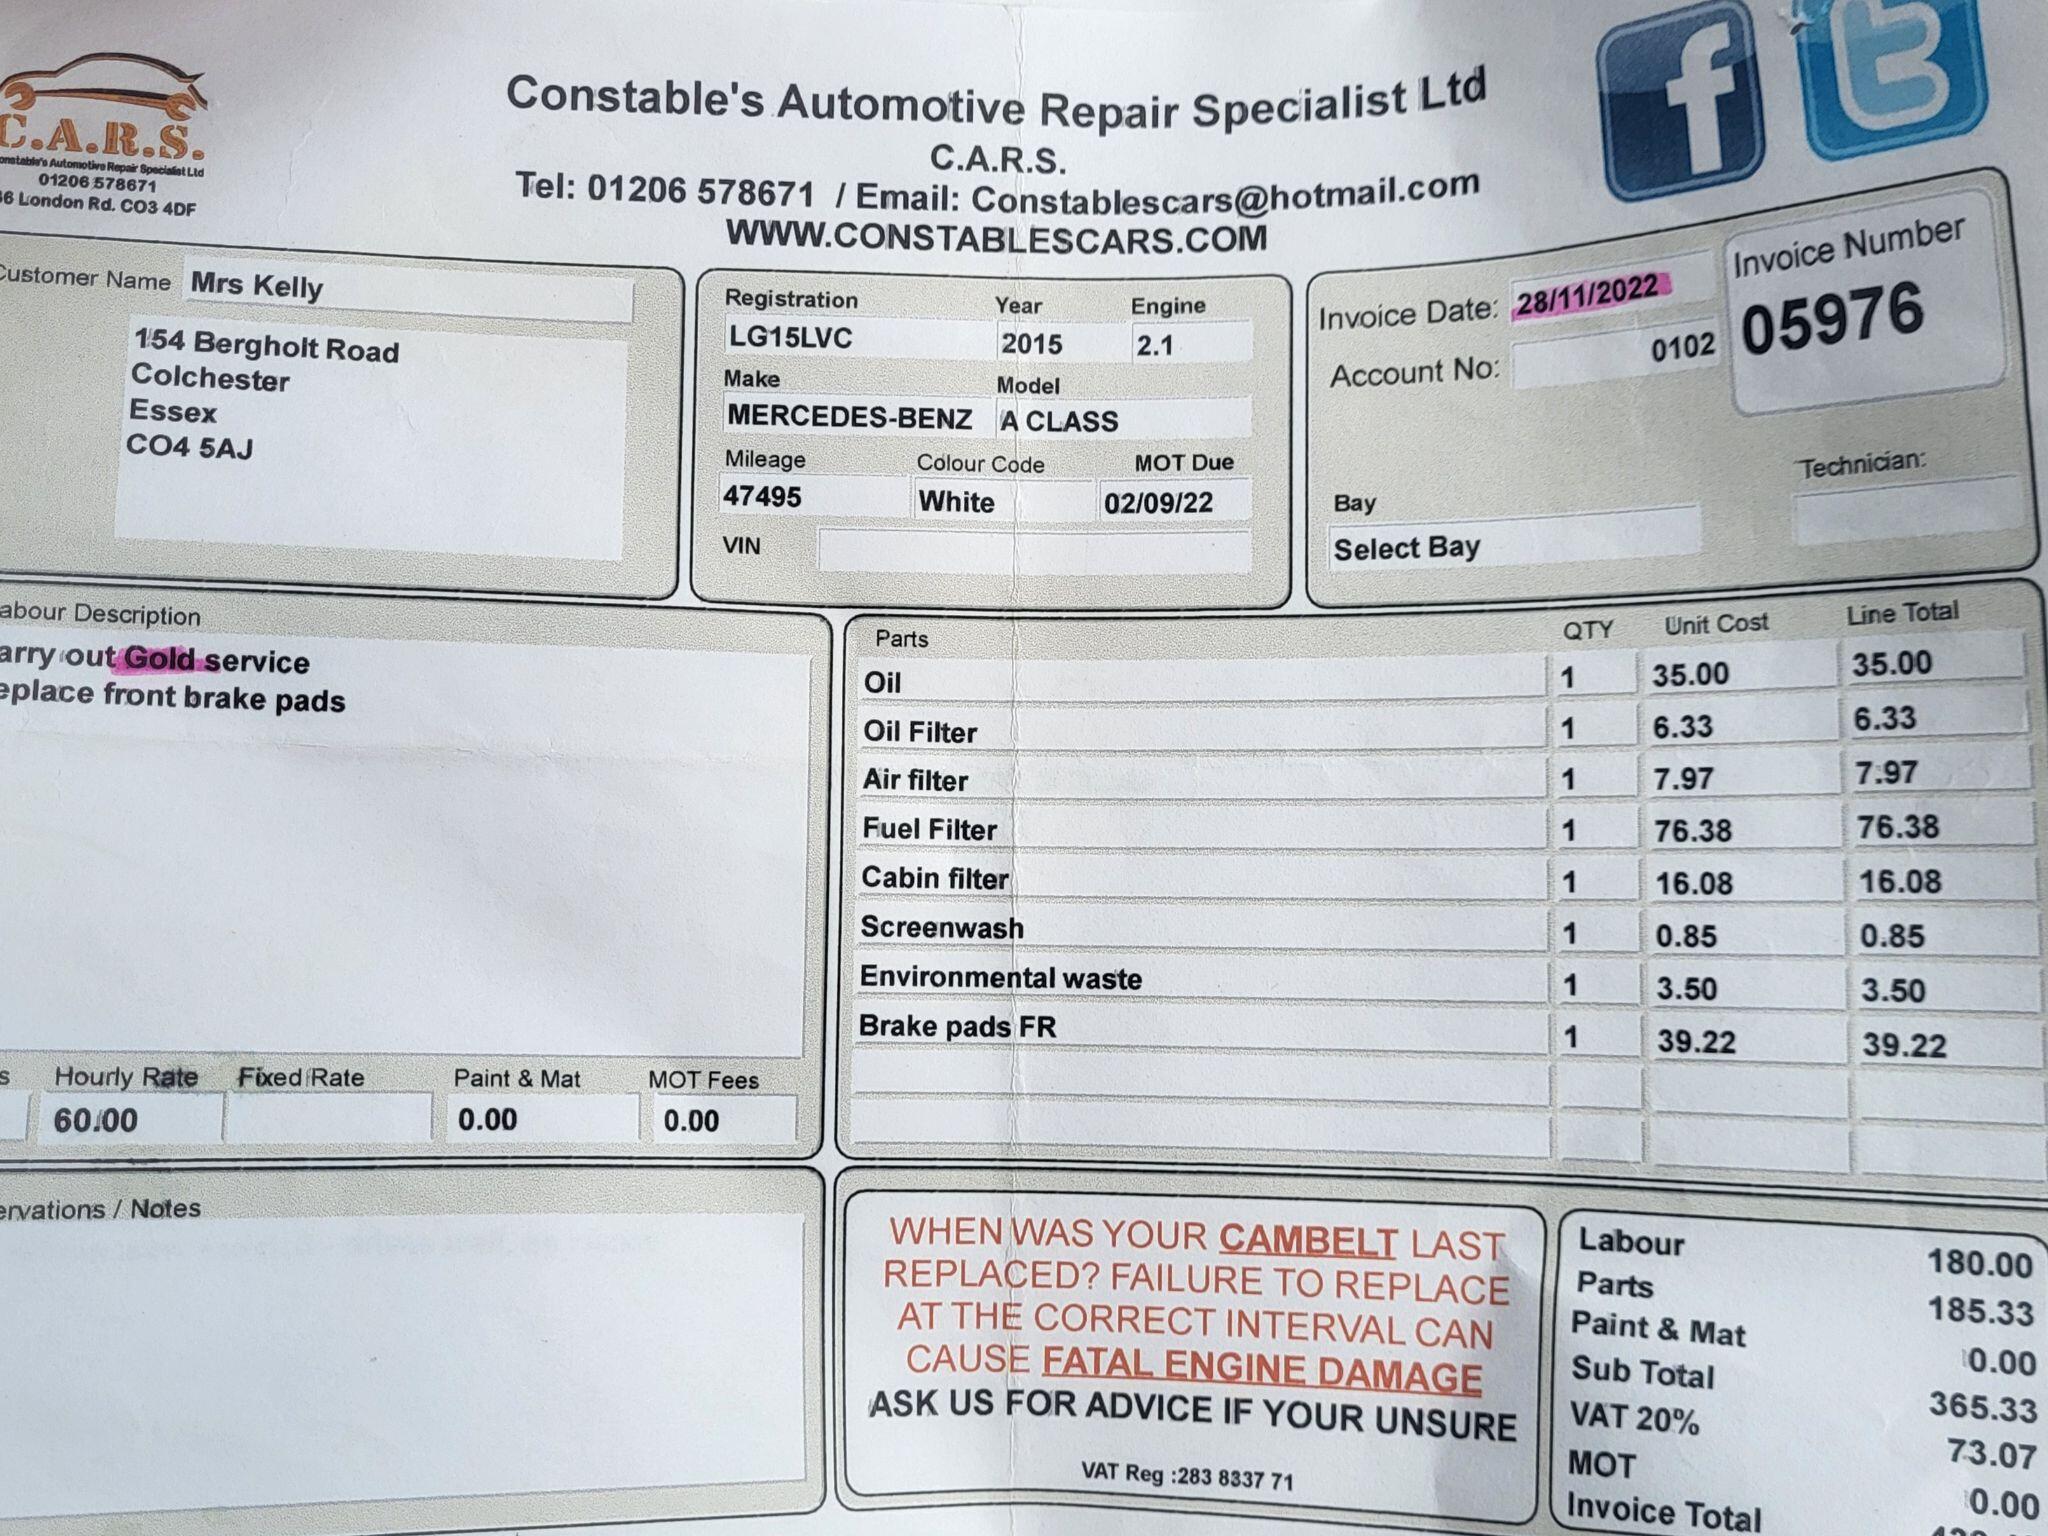 C.A.R.S.
Automotive Repair Specialist Ltd
01206 578671
London Rd. CO3 4DF
Constable's Automotive Repair Specialist Ltd
C.A.R.S.
Tel: 01206 578671 / Email: Constablescars@hotmail.com
WWW.CONSTABLESCARS.COM
f
t
Customer Name Mrs Kelly
154 Bergholt Road
Colchester
Essex
CO4 5AJ
Registration Year Engine
LG15LVC 2015 2.1
Make Model
MERCEDES-BENZ A CLASS
Mileage Colour Code MOT Due
47495 White 02/09/22
VIN
Invoice Date: 28/11/2022
Account No: 0102
Invoice Number
05976
Bay
Select Bay
Technician:
abour Description
arry out Gold service
eplace front brake pads
s Hourly Rate Fixed Rate Paint & Mat MOT Fees
60.00 0.00 0.00
Parts QTY Unit Cost Line Total
Oil 1 35.00 35.00
Oil Filter 1 6.33 6.33
Air filter 1 7.97 7.97
Fuel Filter 1 76.38 76.38
Cabin filter 1 16.08 16.08
Screenwash 1 0.85 0.85
Environmental waste 1 3.50 3.50
Brake pads FR 1 39.22 39.22
ervations / Notes
WHEN WAS YOUR CAMBELT LAST
REPLACED? FAILURE TO REPLACE
AT THE CORRECT INTERVAL CAN
CAUSE FATAL ENGINE DAMAGE
ASK US FOR ADVICE IF YOUR UNSURE
VAT Reg :283 8337 71
Labour 180.00
Parts 185.33
Paint & Mat 0.00
Sub Total 365.33
VAT 20% 73.07
MOT 0.00
Invoice Total